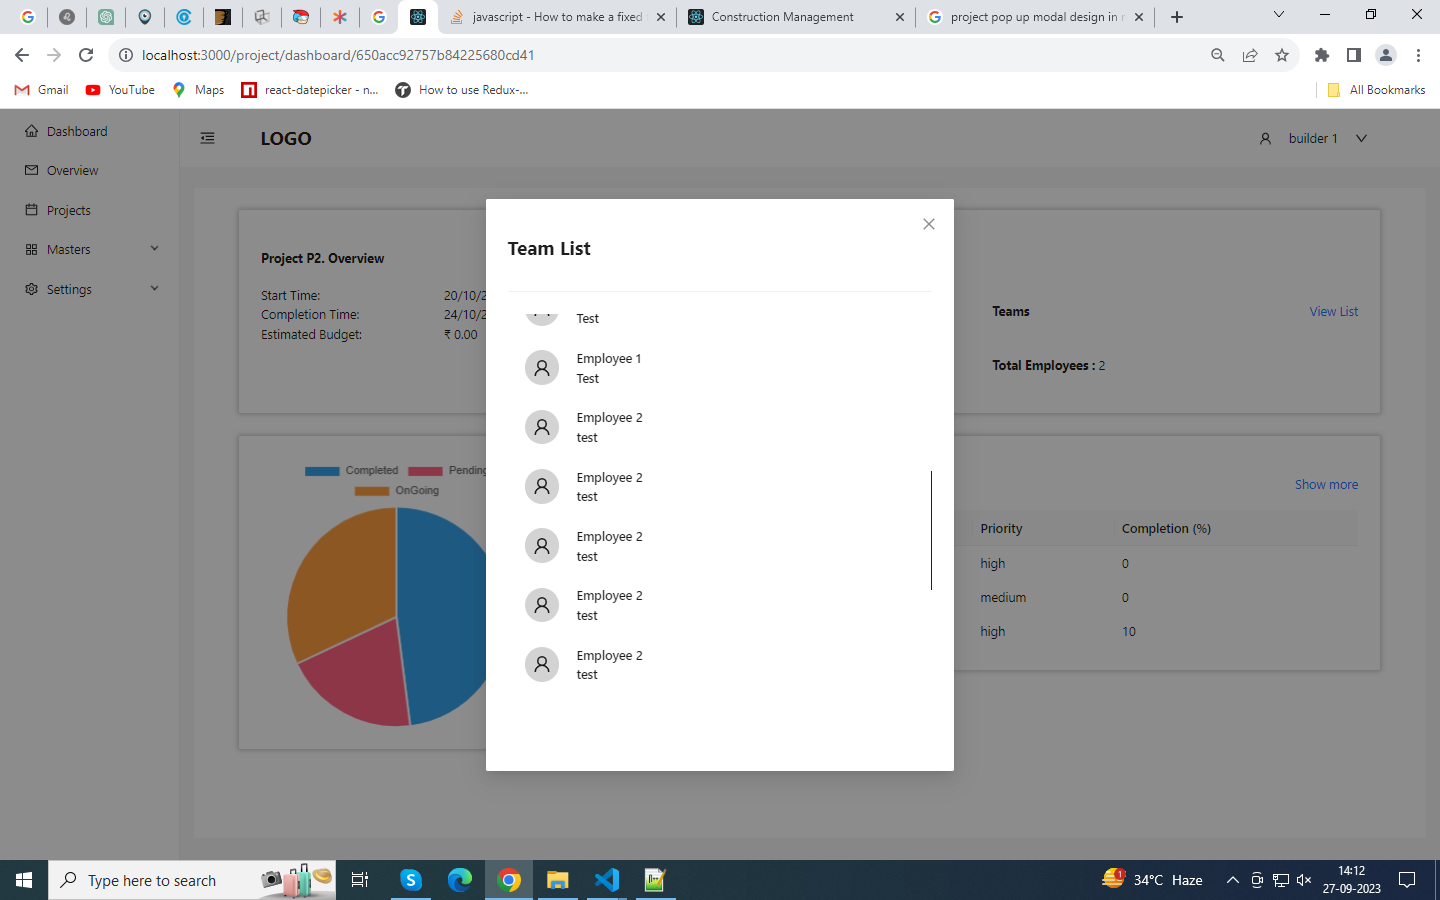 javascript - How to make a fixed
Construction Management
project pop up modal design in r
localhost:3000/project/dashboard/650acc92757b84225680cd41
Gmail
YouTube
Maps
react-datepicker - n...
How to use Redux-...
All Bookmarks
Dashboard
LOGO
builder 1
Overview
Projects
Masters
Settings
Project P2. Overview
Start Time:
20/10/2
Completion Time:
24/10/2
Estimated Budget:
₹ 0.00
Teams
View List
Total Employees : 2
Completed
Pending
OnGoing
Show more
Priority
Completion (%)
high
0
medium
0
high
10
Team List
Test
Employee 1
Test
Employee 2
test
Employee 2
test
Employee 2
test
Employee 2
test
Employee 2
test
Type here to search
1
34°C Haze
14:12
27-09-2023